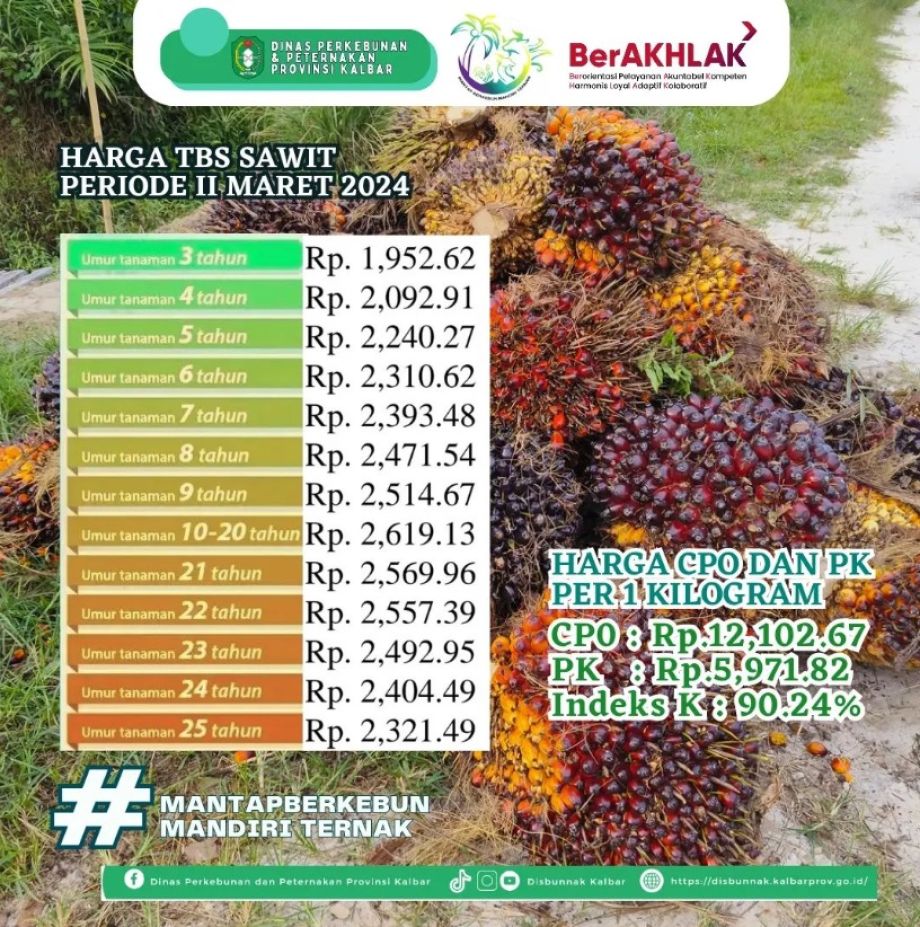 DINAS PERKEBUNAN
& PETERNAKAN
PROVINSI KALBAR
BerAKHLAK
Berorientasi Pelayanan Akuntabel Kompeten
Harmonis Loyal Adaptif Kolaboratif
HARGA TBS SAWIT
PERIODE II MARET 2024
Umur tanaman 3 tahun Rp. 1,952.62
Umur tanaman 4 tahun Rp. 2,092.91
Umur tanaman 5 tahun Rp. 2,240.27
Umur tanaman 6 tahun Rp. 2,310.62
Umur tanaman 7 tahun Rp. 2,393.48
Umur tanaman 8 tahun Rp. 2,471.54
Umur tanaman 9 tahun Rp. 2,514.67
Umur tanaman 10-20 tahun Rp. 2,619.13
Umur tanaman 21 tahun Rp. 2,569.96
Umur tanaman 22 tahun Rp. 2,557.39
Umur tanaman 23 tahun Rp. 2,492.95
Umur tanaman 24 tahun Rp. 2,404.49
Umur tanaman 25 tahun Rp. 2,321.49
HARGA CPO DAN PK
PER 1 KILOGRAM
CPO : Rp.12,102.67
PK : Rp.5,971.82
Indeks K : 90.24%
# MANTAPBERKEBUN
MANDIRI TERNAK
Dinas Perkebunan dan Peternakan Provinsi Kalbar Disbunnak Kalbar https://disbunnak.kalbarprov.go.id/